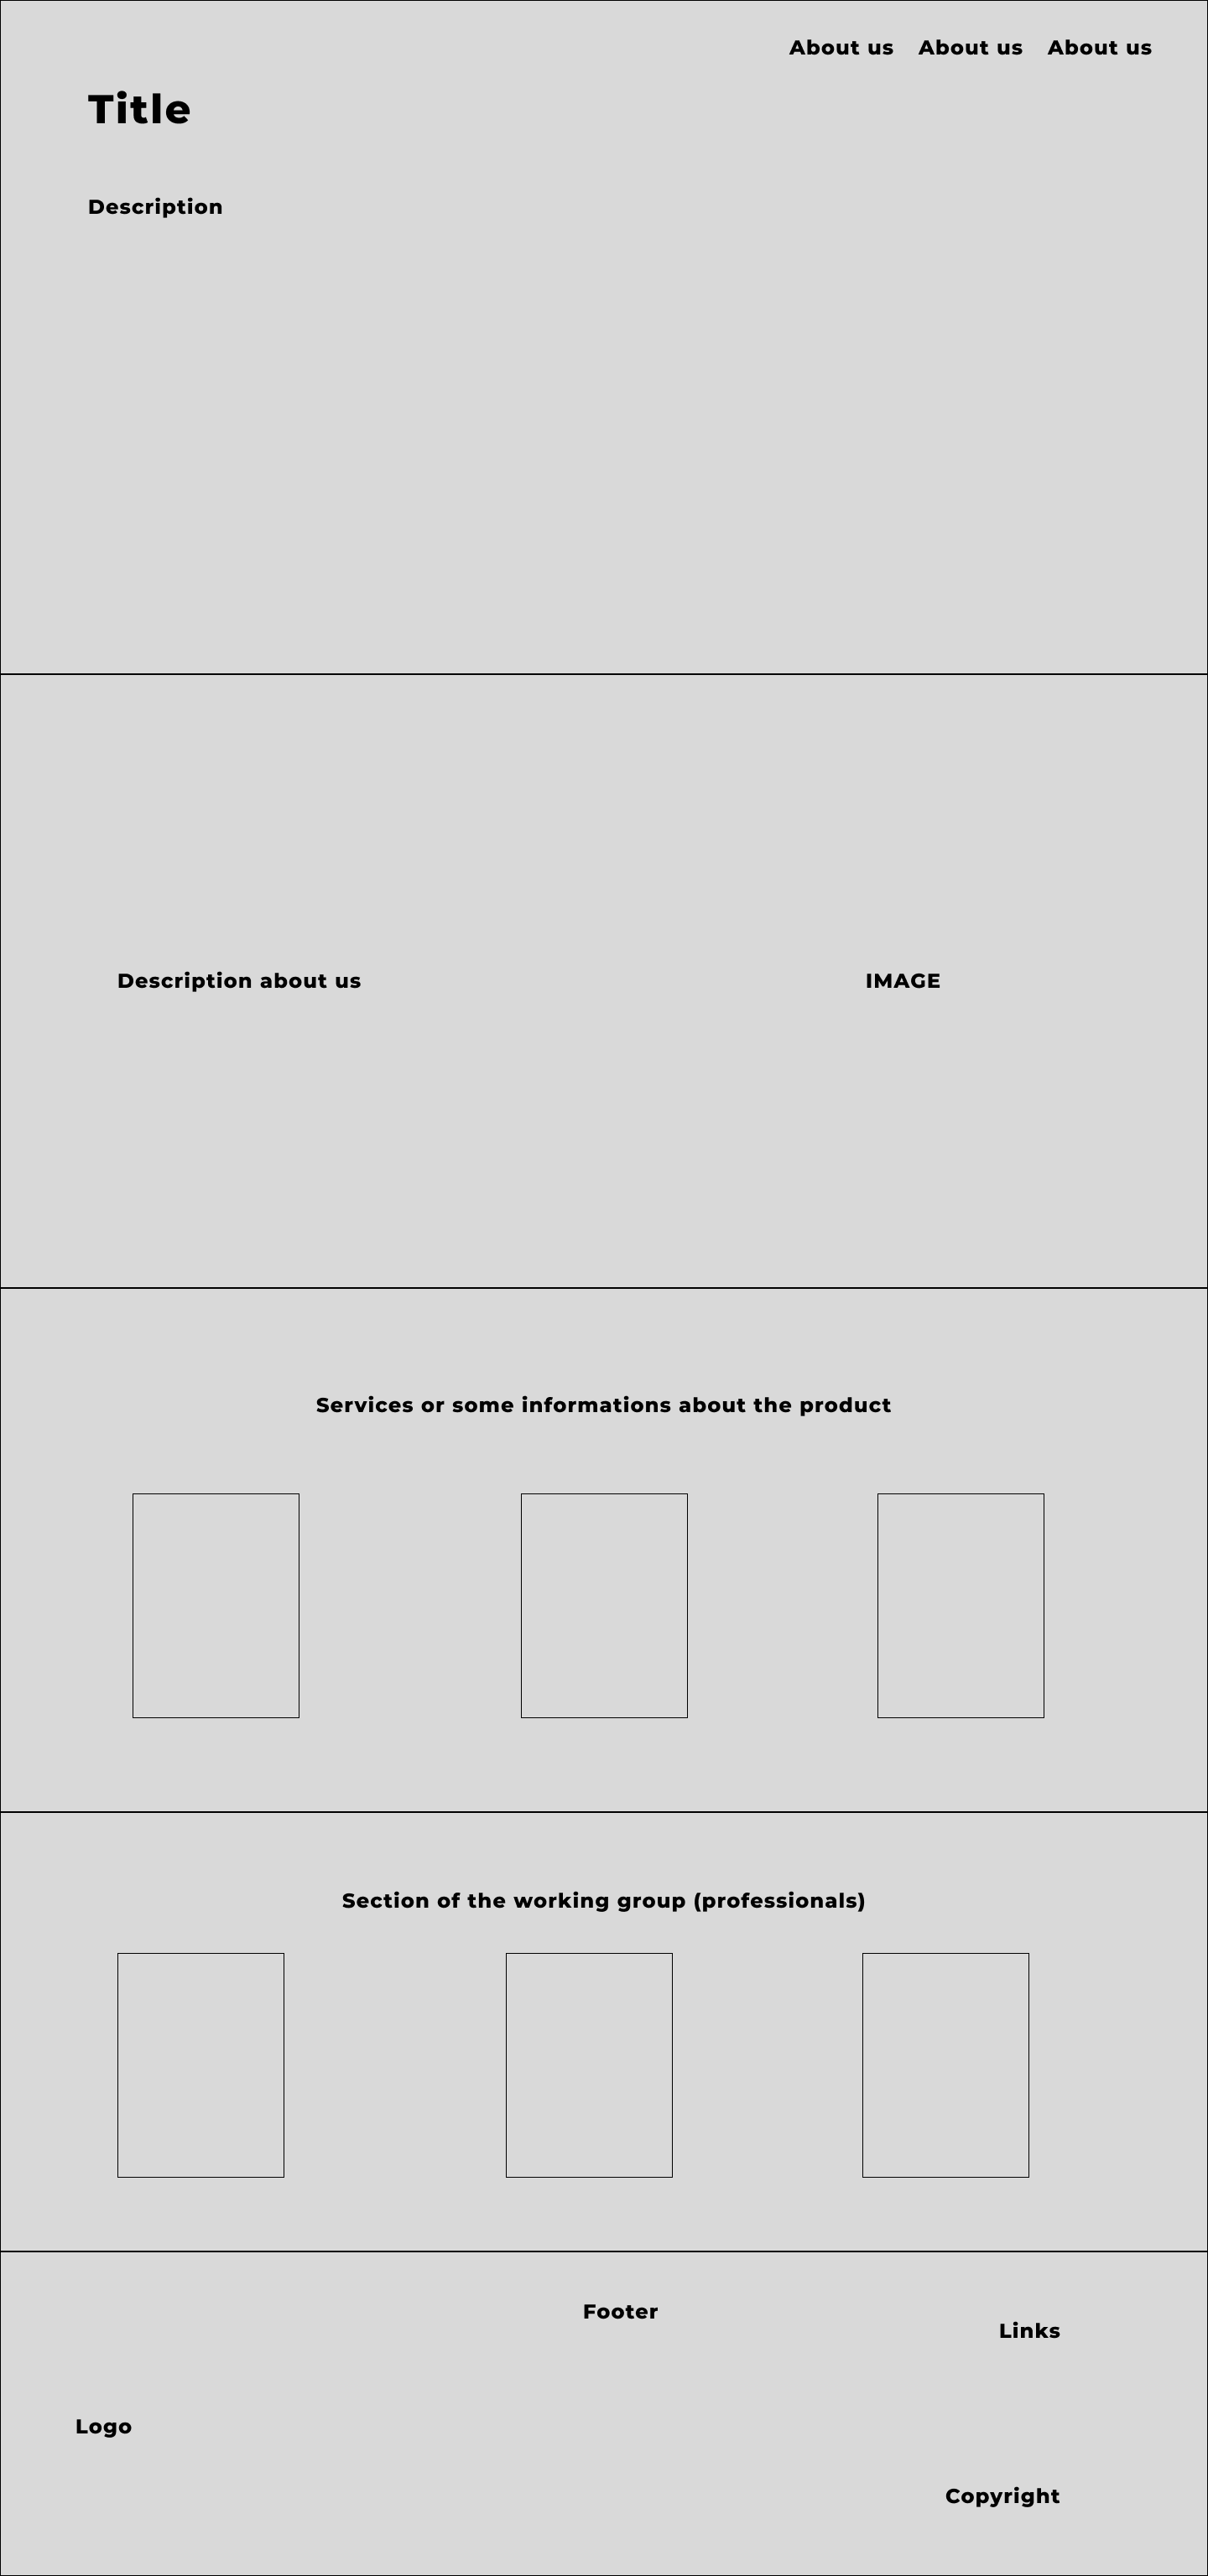 About us About us About us
Title
Description
Description about us
IMAGE
Services or some informations about the product
Section of the working group (professionals)
Footer
Links
Logo
Copyright